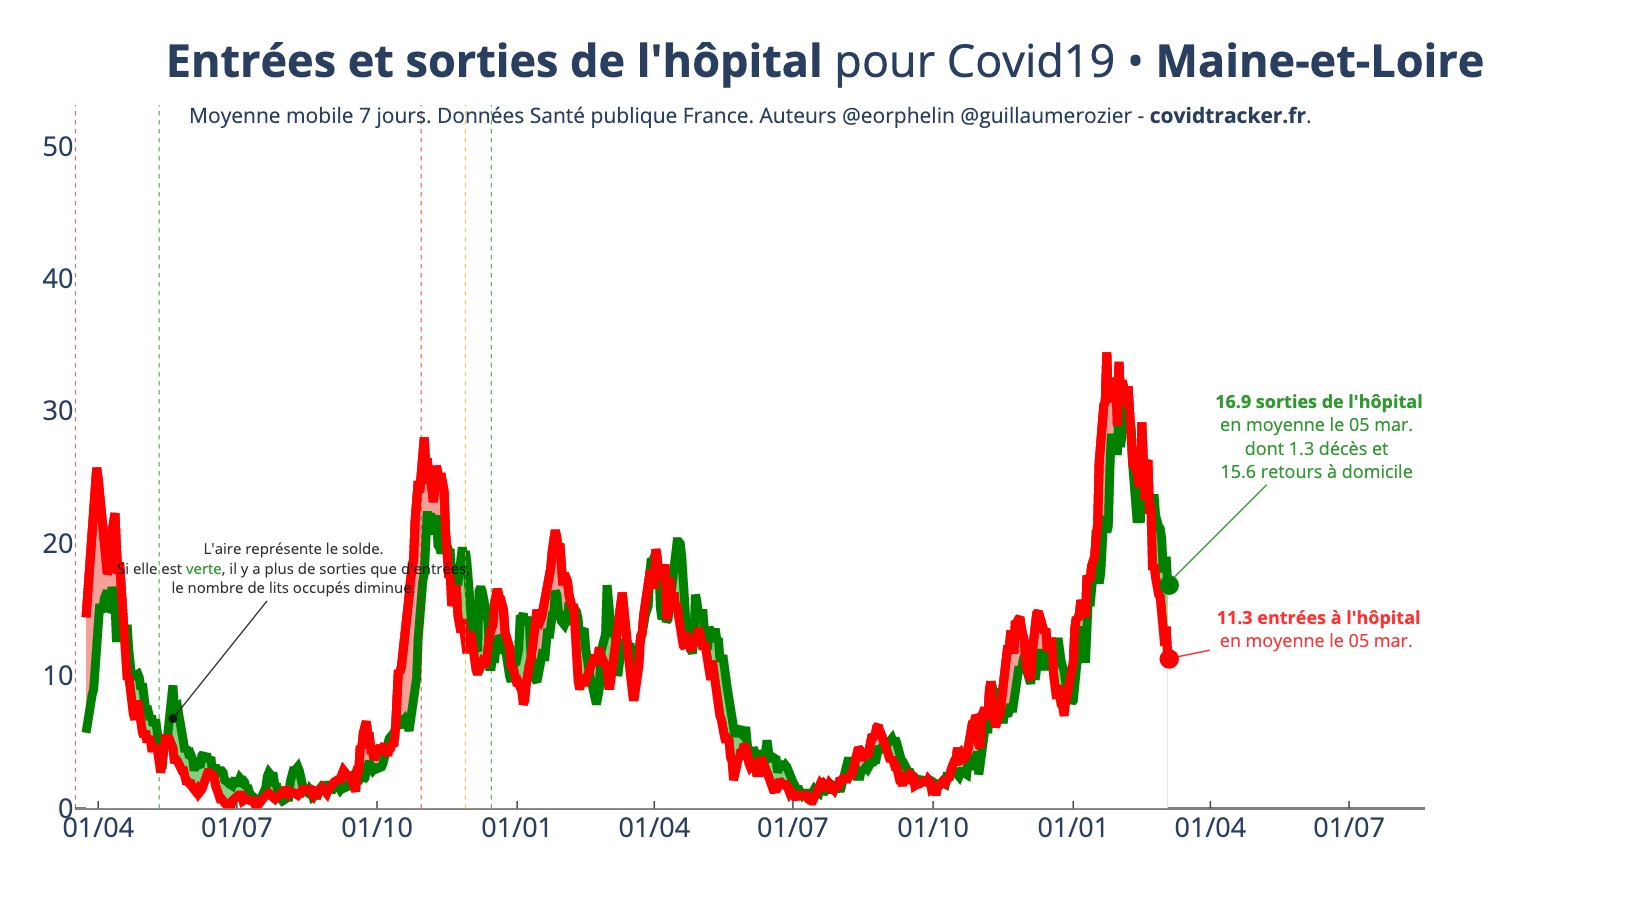 Entrées et sorties de l'hôpital pour Covid19 • Maine-et-Loire
Moyenne mobile 7 jours. Données Santé publique France. Auteurs @eorphelin @guillaumerozier - covidtracker.fr.
50
40
30
20
10
0
16.9 sorties de l'hôpital
en moyenne le 05 mar.
dont 1.3 décès et
15.6 retours à domicile
L'aire représente le solde.
Si elle est verte, il y a plus de sorties que d'entrées,
le nombre de lits occupés diminue.
11.3 entrées à l'hôpital
en moyenne le 05 mar.
01/04 01/07 01/10 01/01 01/04 01/07 01/10 01/01 01/04 01/07